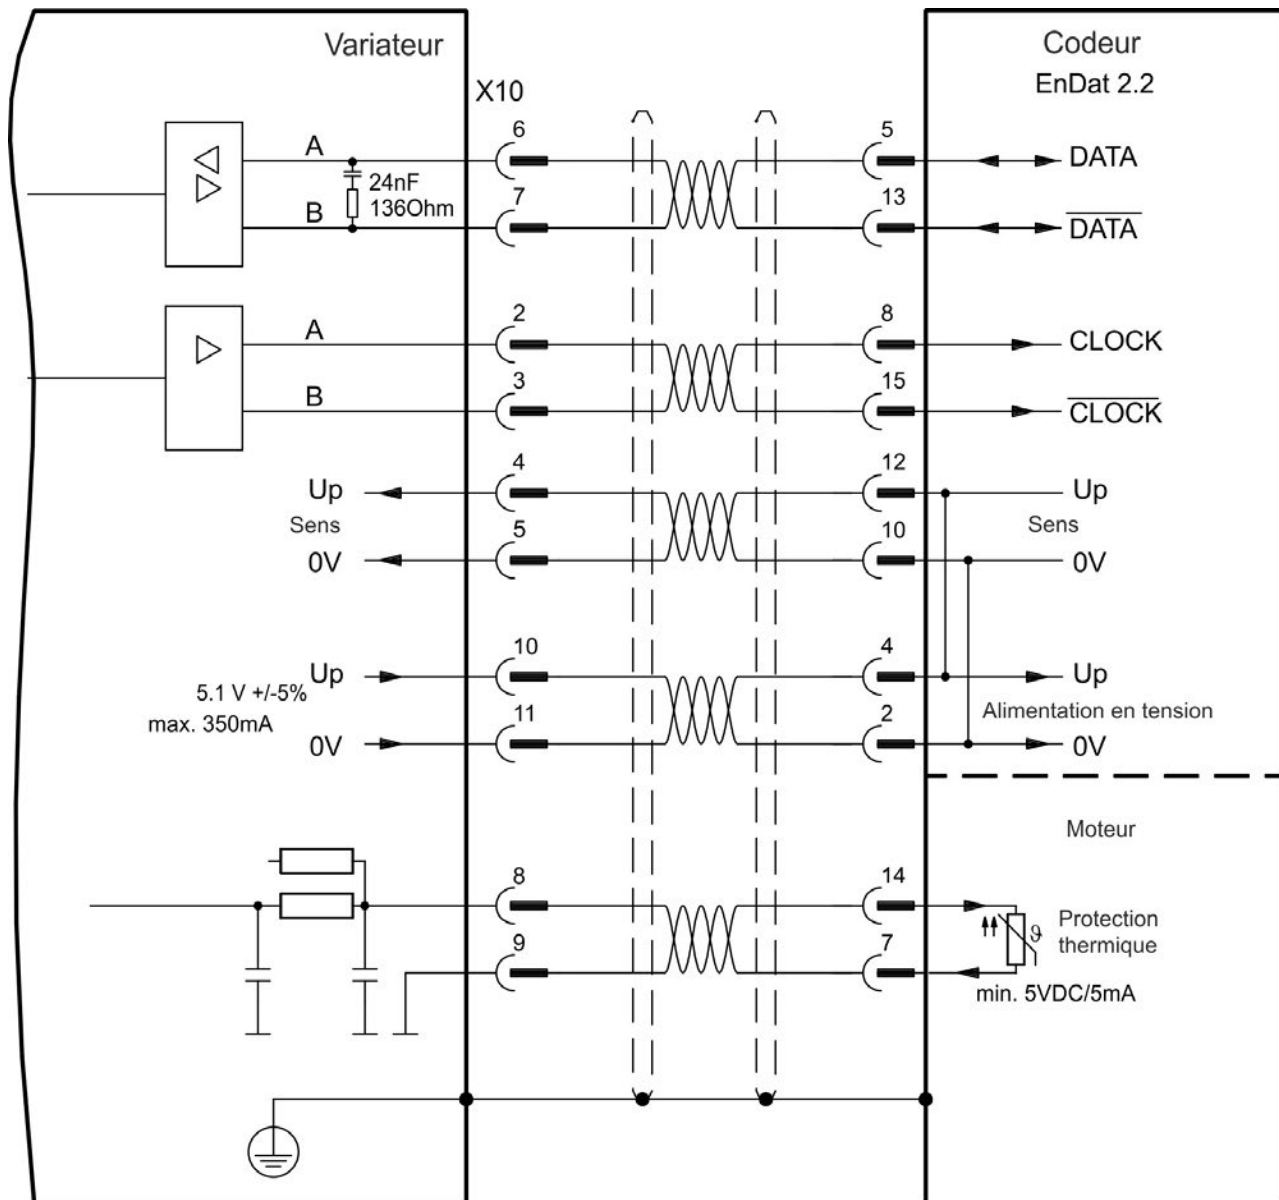 Variateur
Codeur
EnDat 2.2
X10
A
6
5
DATA
24nF
136Ohm
B
7
13
DATA
A
2
8
CLOCK
B
3
15
CLOCK
Up
4
12
Up
Sens
Sens
0V
5
10
0V
Up
10
4
Up
5.1 V +/-5%
max. 350mA
Alimentation en tension
0V
11
2
0V
Moteur
8
14
Protection
thermique
ϑ
9
7
min. 5VDC/5mA